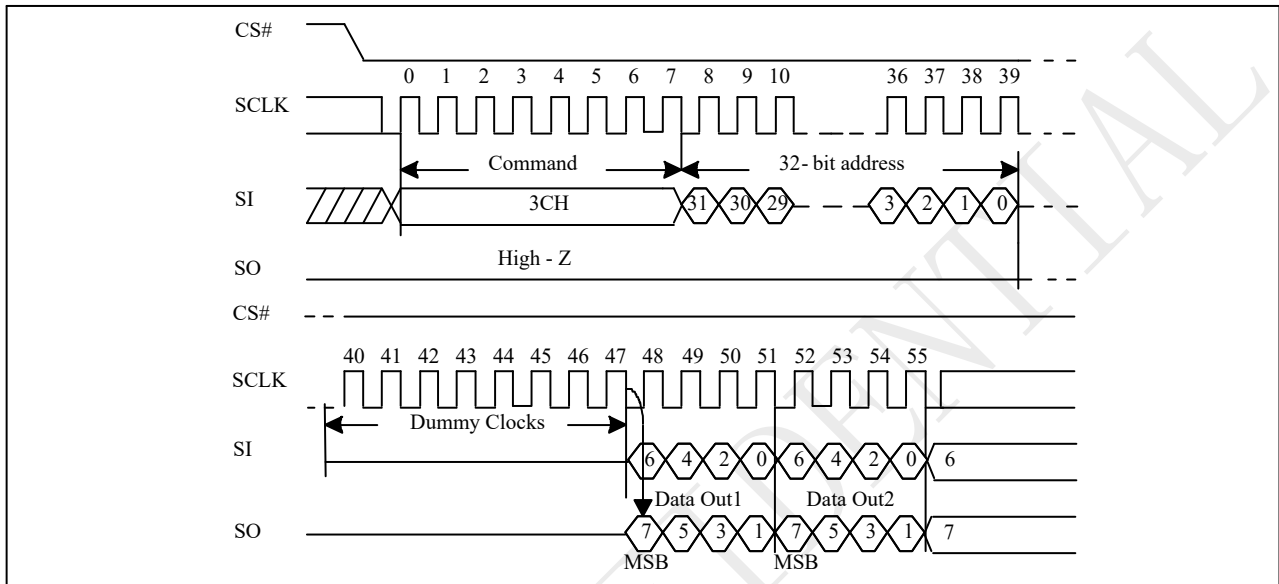 CS#
0 1 2 3 4 5 6 7 8 9 10 36 37 38 39
SCLK
Command 32- bit address
SI 3CH 31 30 29 3 2 1 0
High - Z
SO
CS#
40 41 42 43 44 45 46 47 48 49 50 51 52 53 54 55
SCLK
Dummy Clocks
SI 6 4 2 0 6 4 2 0 6
Data Out1 Data Out2
SO 7 5 3 1 7 5 3 1 7
MSB MSB
IDENTIAL